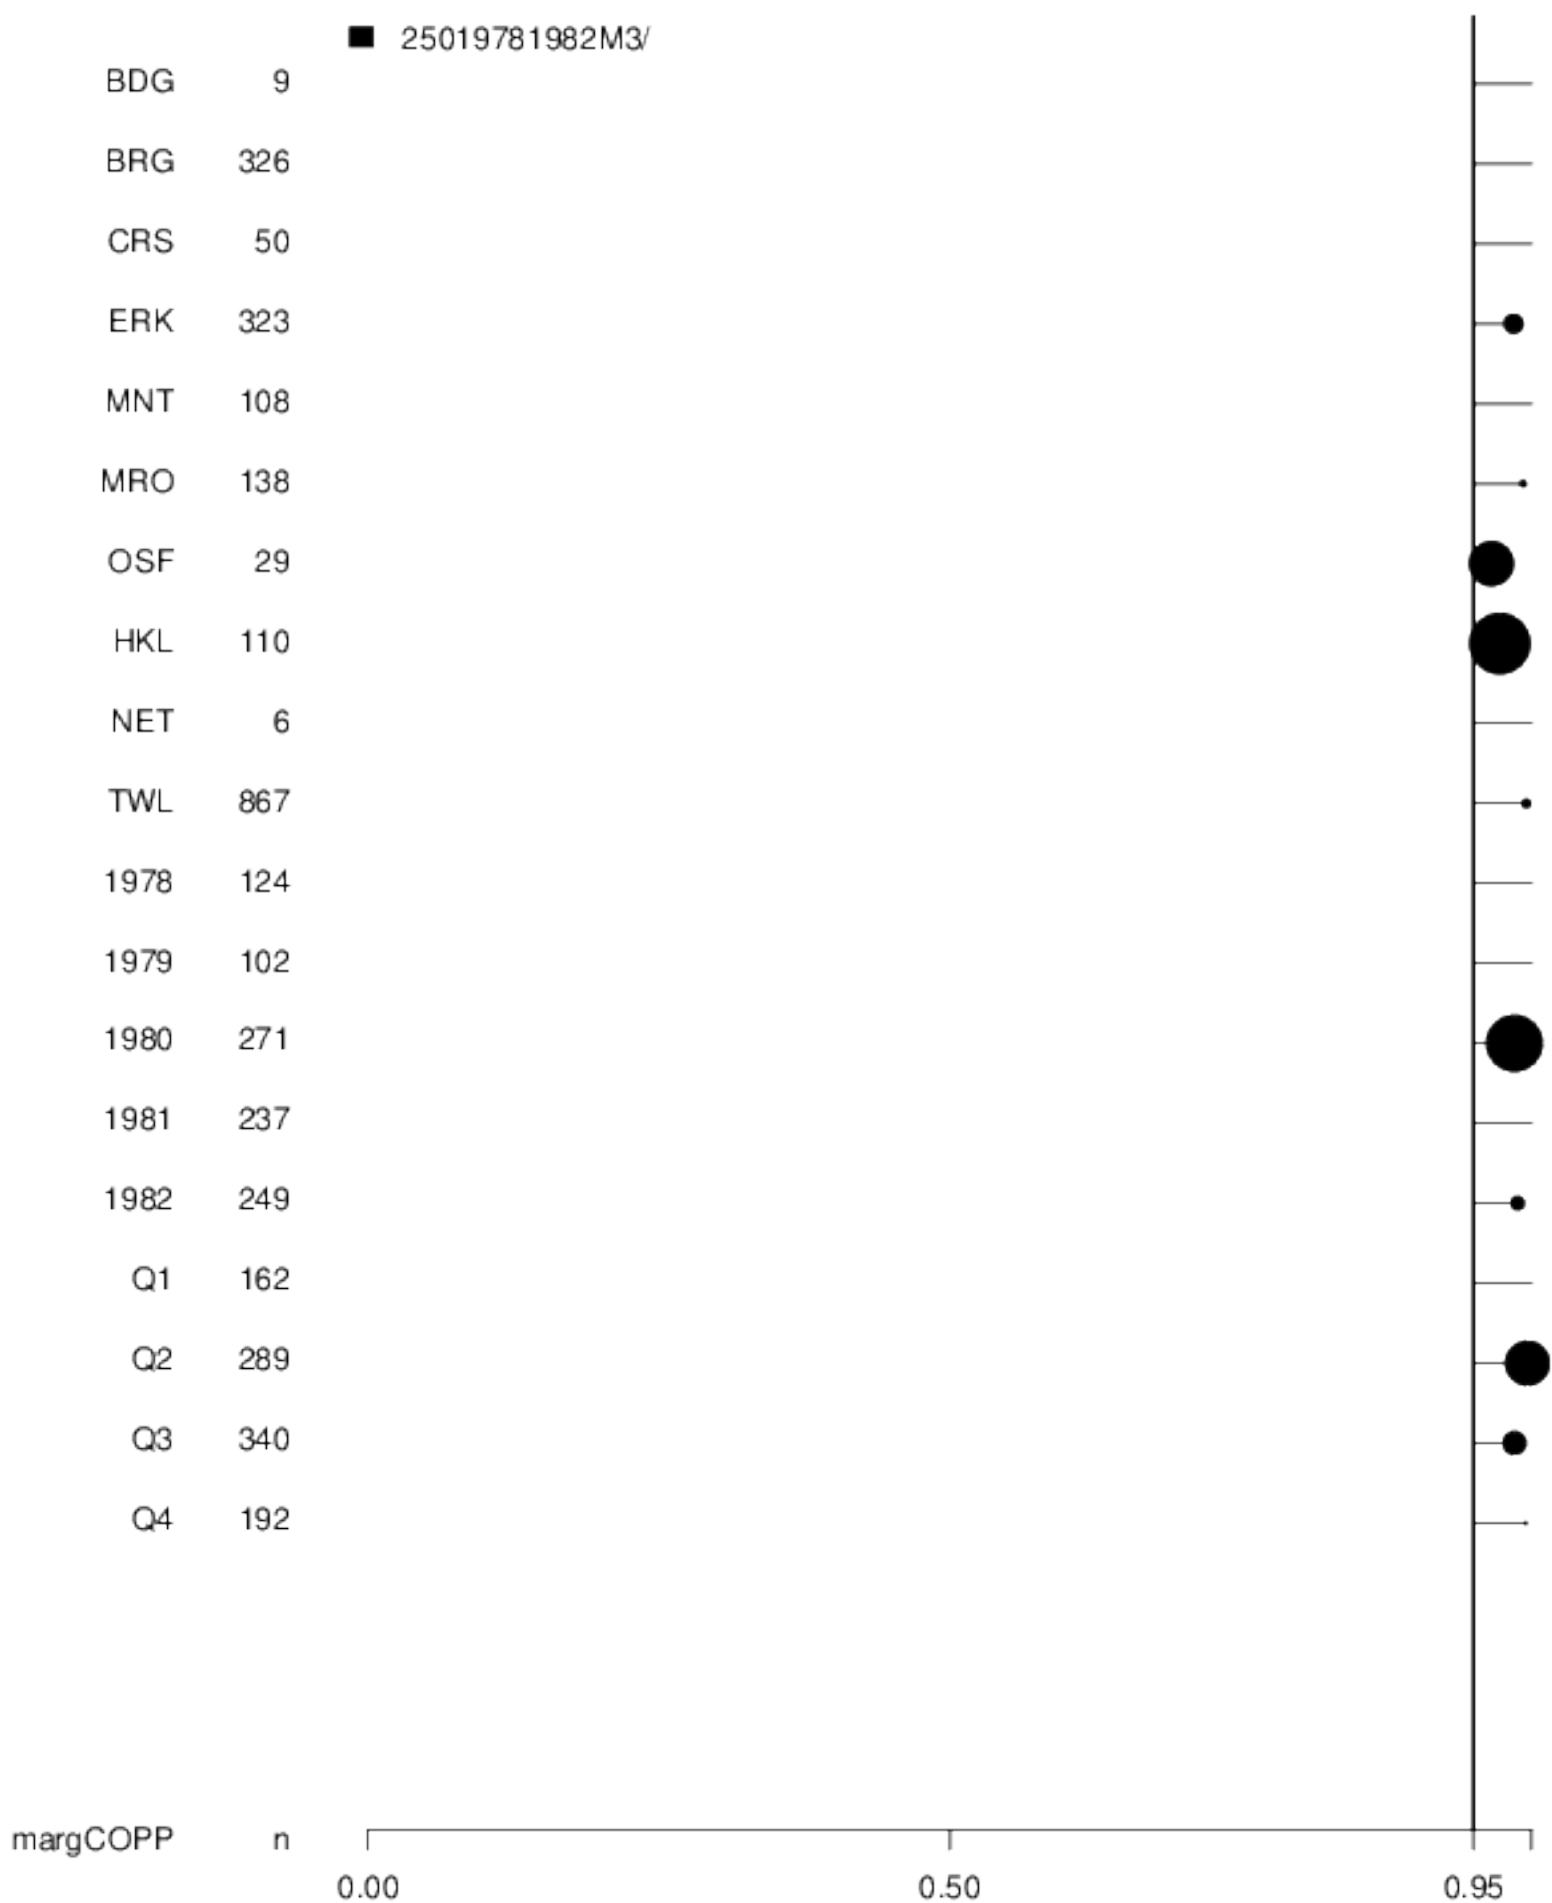 25019781982M3/
BDG 9
BRG 326
CRS 50
ERK 323
MNT 108
MRO 138
OSF 29
HKL 110
NET 6
TWL 867
1978 124
1979 102
1980 271
1981 237
1982 249
Q1 162
Q2 289
Q3 340
Q4 192
margCOPP n
0.00 0.50 0.95